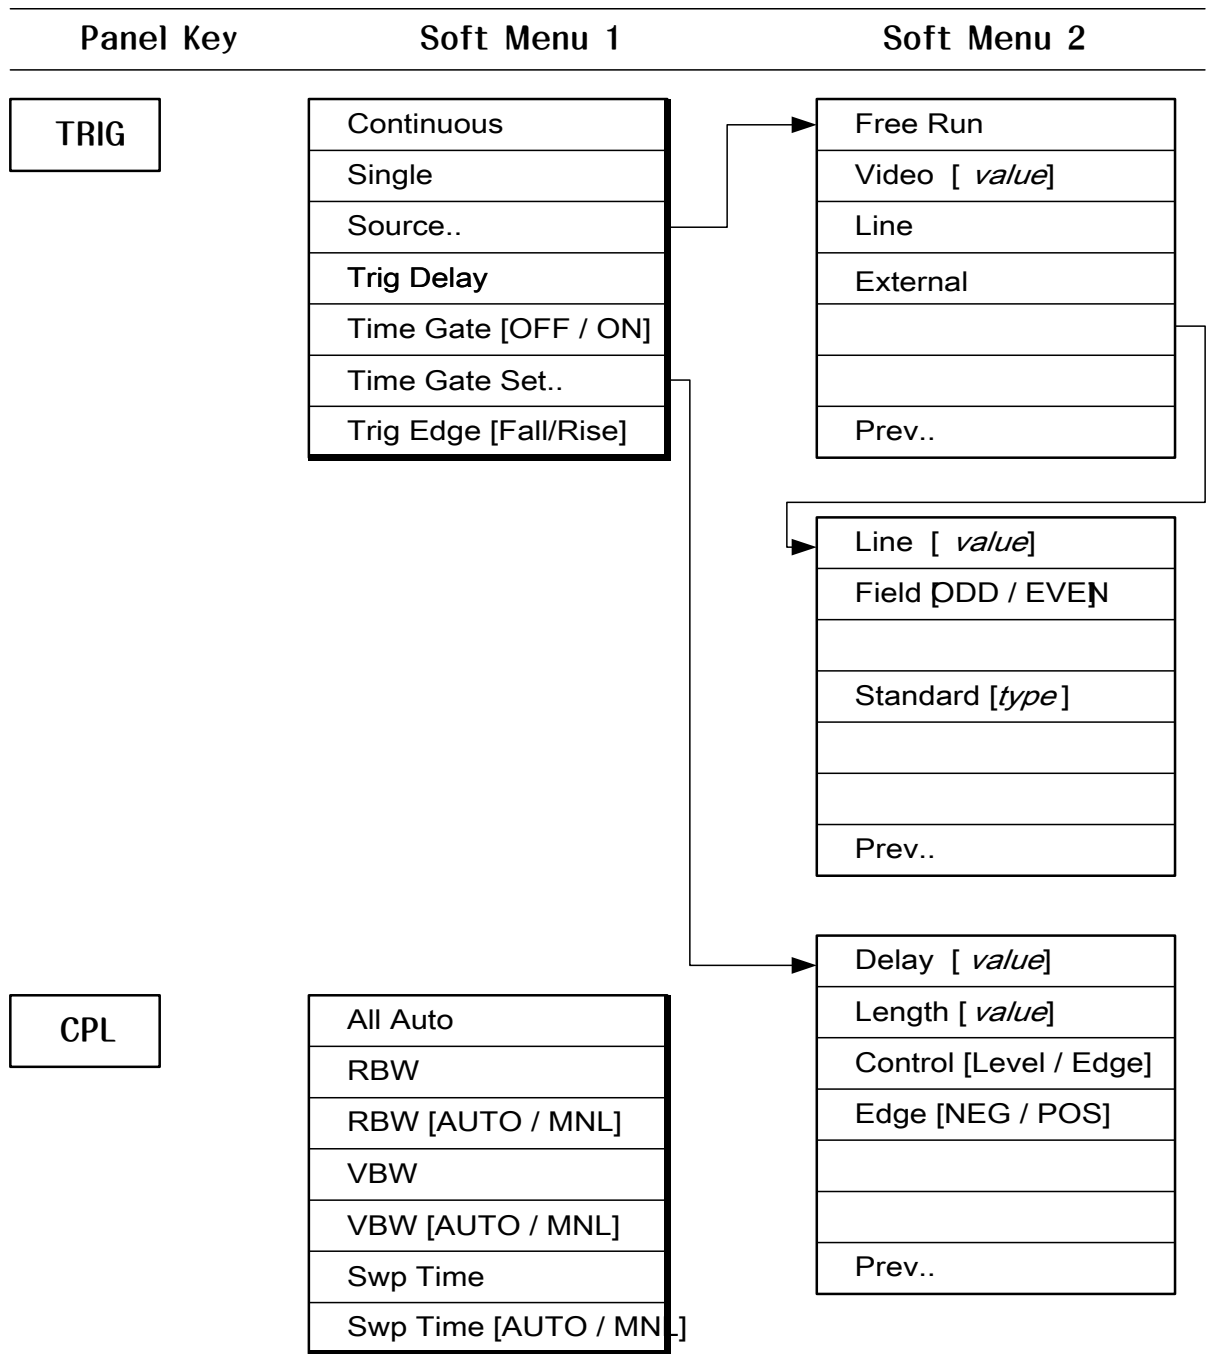 Panel Key Soft Menu 1 Soft Menu 2
TRIG
Continuous
Single
Source..
Trig Delay
Time Gate [OFF / ON]
Time Gate Set..
Trig Edge [Fall/Rise]
Free Run
Video [ value]
Line
External
Prev..
Line [ value]
Field [ODD / EVEN]
Standard [type ]
Prev..
Delay [ value]
Length [ value]
Control [Level / Edge]
Edge [NEG / POS]
Prev..
CPL
All Auto
RBW
RBW [AUTO / MNL]
VBW
VBW [AUTO / MNL]
Swp Time
Swp Time [AUTO / MNL]